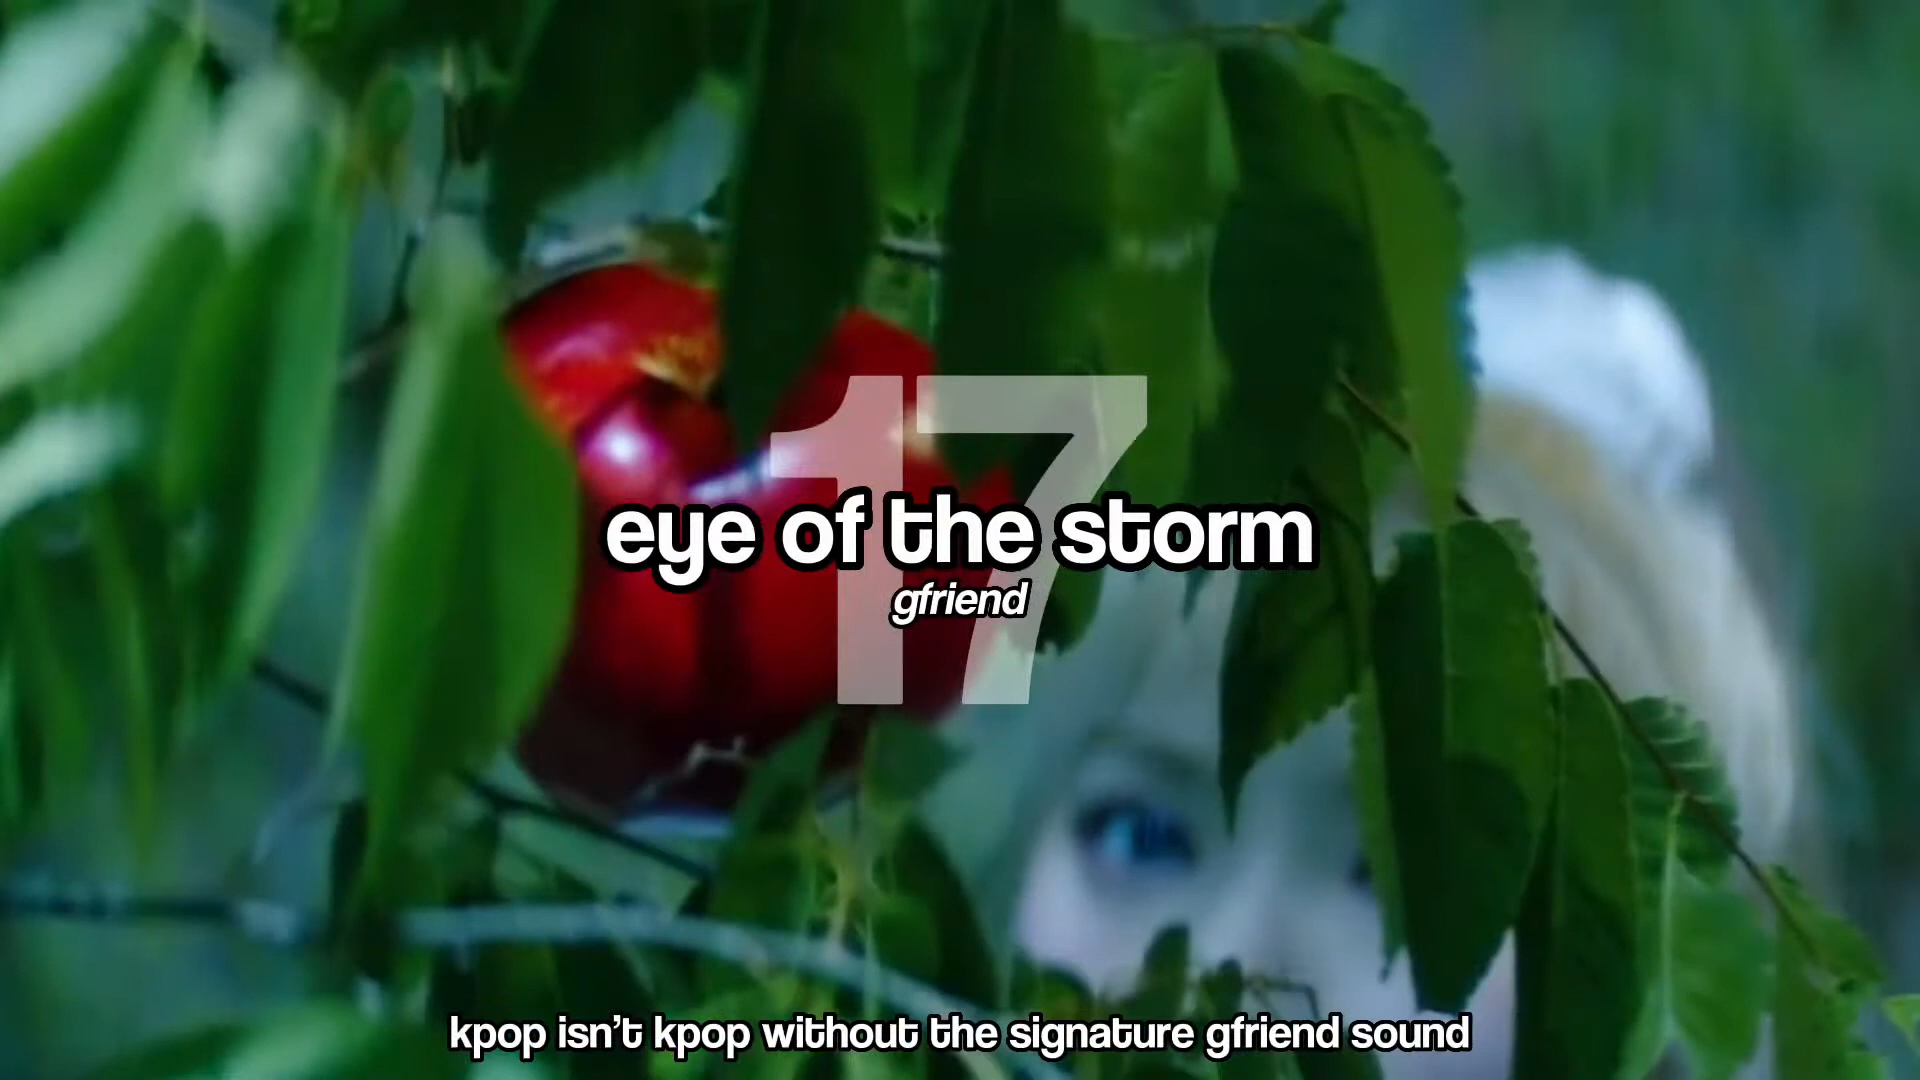 17
eye of the storm
gfriend
kpop isn't kpop without the signature gfriend sound